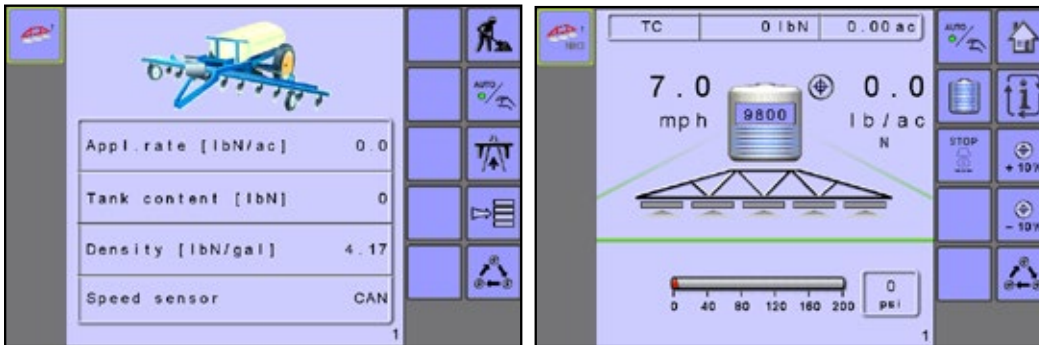 AUTO
Appl.rate [lbN/ac] 0.0
Tank content [lbN] 0
Density [lbN/gal] 4.17
Speed sensor CAN
1
TC 0 lbN 0.00 ac
AUTO
7.0 0.0
mph 9800 lb/ac
N
STOP
+ 10%
- 10%
0 40 80 120 160 200
0
psi
1